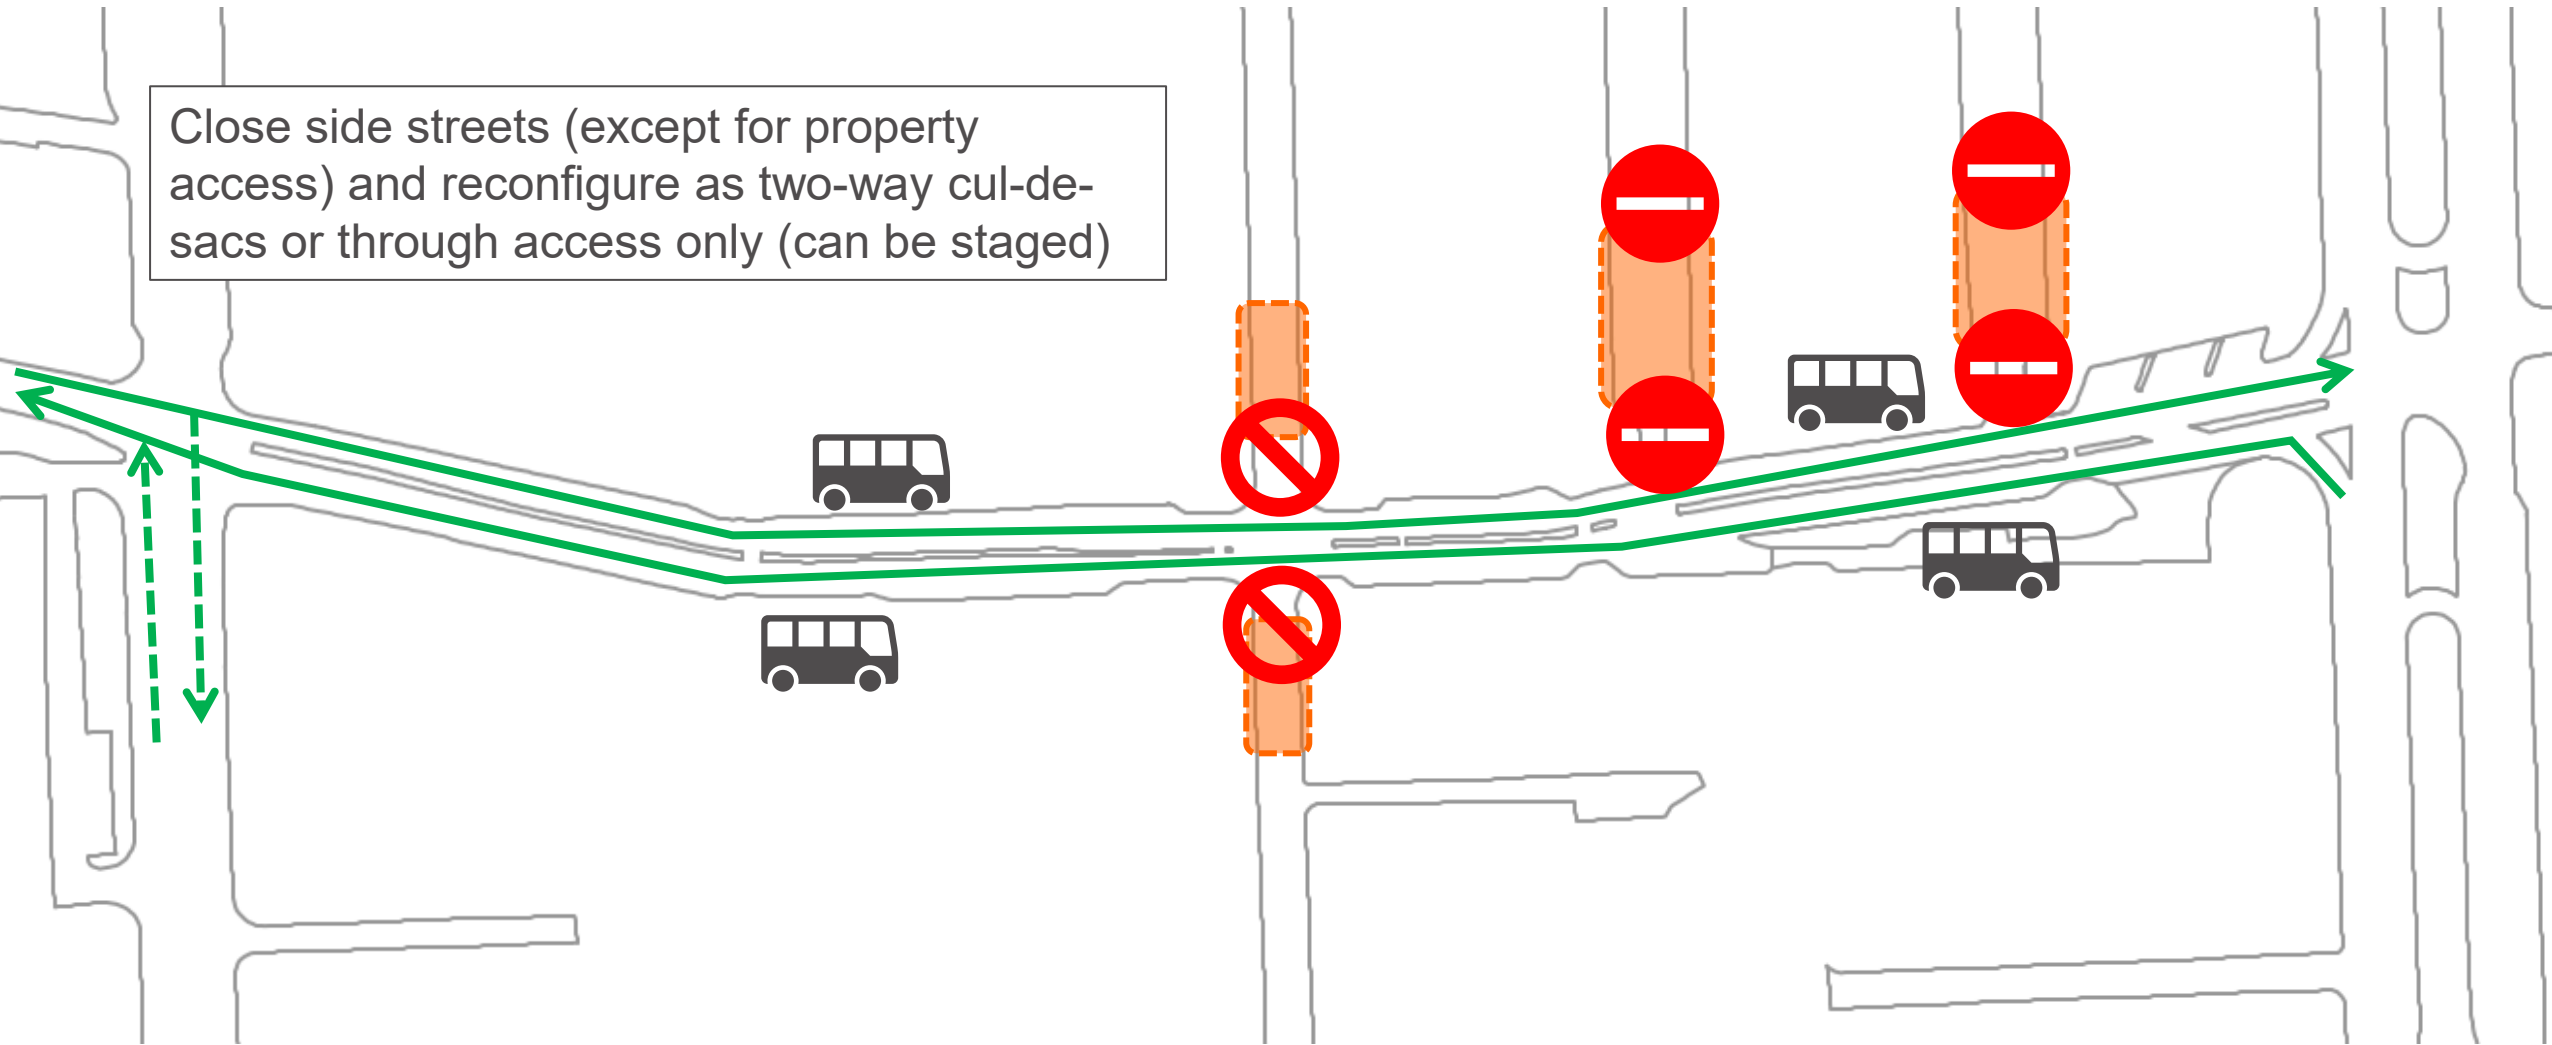 Close side streets (except for property
access) and reconfigure as two-way cul-de-
sacs or through access only (can be staged)